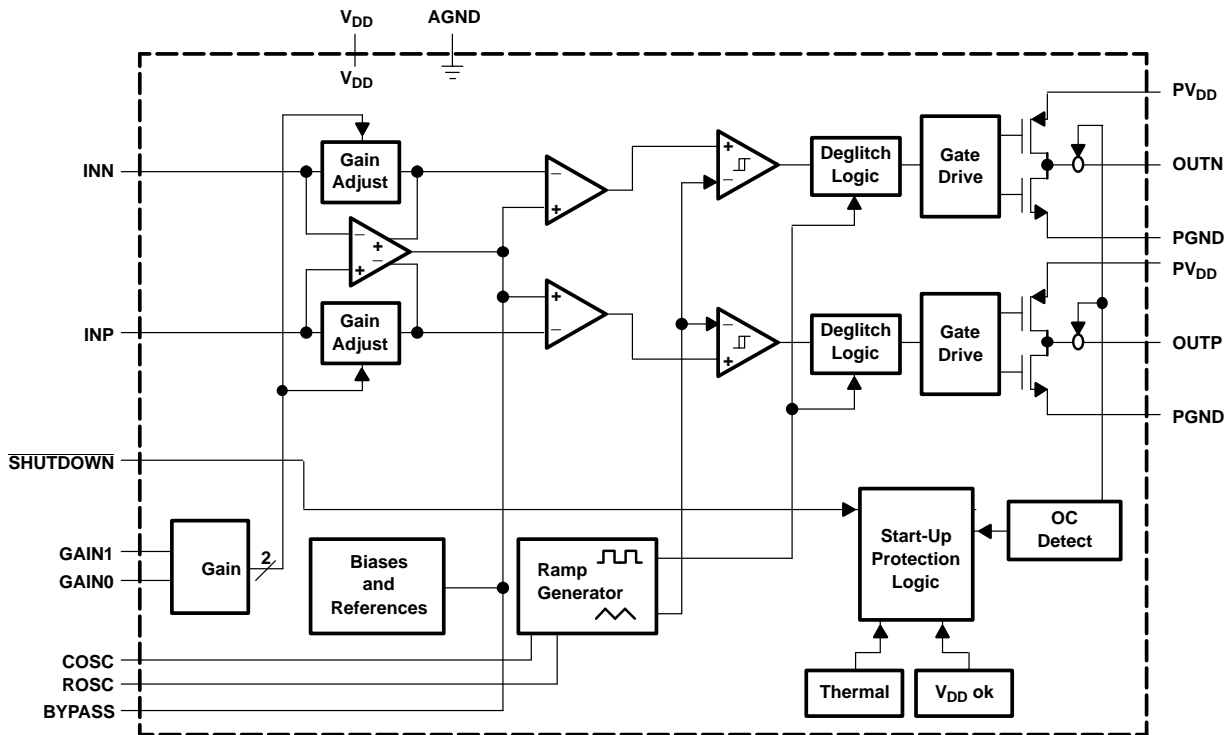 VDD
AGND
VDD
PVDD
INN
Gain
Adjust
−
+
+
−
Deglitch
Logic
Gate
Drive
OUTN
−
+
−
+
PGND
PVDD
INP
Gain
Adjust
+
−
−
+
Deglitch
Logic
Gate
Drive
OUTP
PGND
SHUTDOWN
GAIN1
GAIN0
Gain
2
Biases
and
References
Ramp
Generator
Start-Up
Protection
Logic
OC
Detect
COSC
ROSC
BYPASS
Thermal
VDD ok